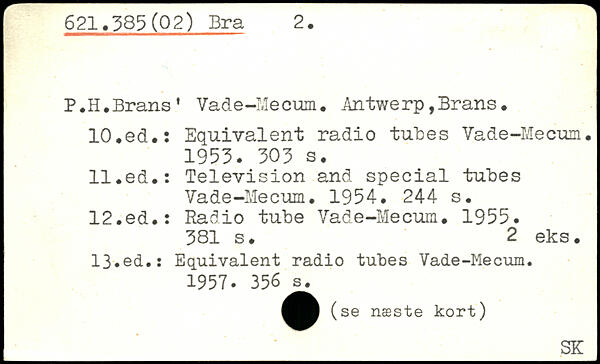 621.385(02) Bra 2.
P.H.Brans' Vade-Mecum. Antwerp,Brans.
10.ed.: Equivalent radio tubes Vade-Mecum.
1953. 303 s.
11.ed.: Television and special tubes
Vade-Mecum. 1954. 244 s.
12.ed.: Radio tube Vade-Mecum. 1955.
381 s. 2 eks.
13.ed.: Equivalent radio tubes Vade-Mecum.
1957. 356 s.
(se næste kort)
SK